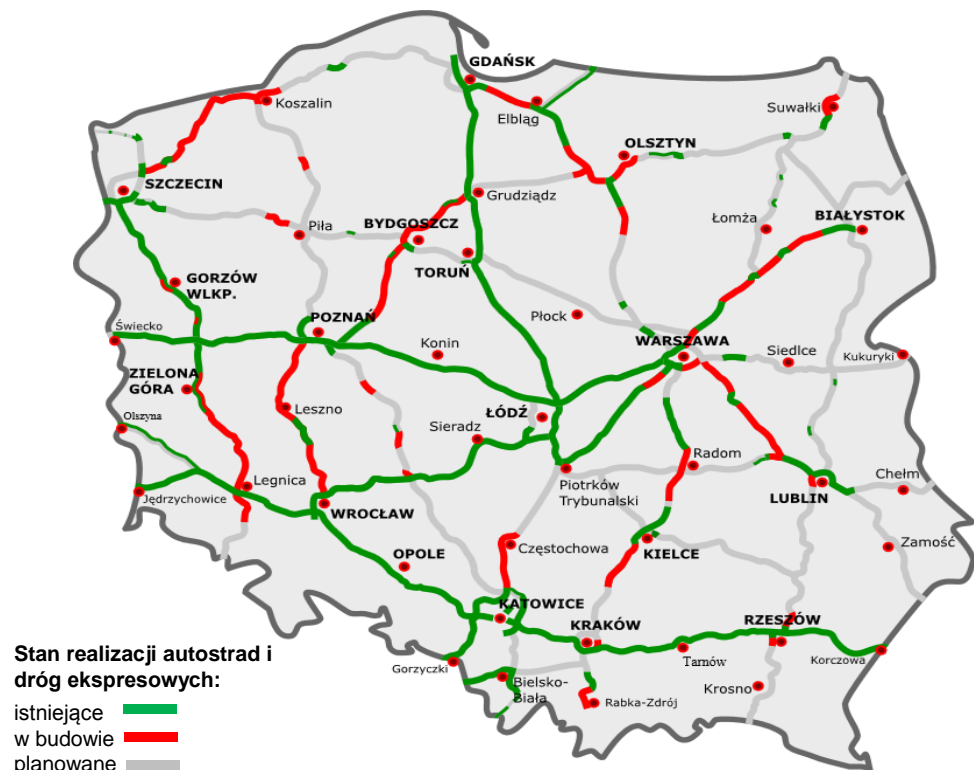 GDAŃSK
Koszalin
Elbląg
Suwałki
OLSZTYN
SZCZECIN
Grudziądz
Łomża
BIAŁYSTOK
Piła
BYDGOSZCZ
TORUŃ
GORZÓW
WLKP.
Płock
Świecko
POZNAŃ
Konin
WARSZAWA
Siedlce
Kukuryki
ZIELONA
GÓRA
Leszno
ŁÓDŹ
Olszyna
Sieradz
Radom
Piotrków
Trybunalski
Chełm
Legnica
Jędrzychowice
WROCŁAW
LUBLIN
Częstochowa
KIELCE
Zamość
OPOLE
KATOWICE
KRAKÓW
RZESZÓW
Tarnów
Korczowa
Gorzyczki
Bielsko-
Biała
Krosno
Rabka-Zdrój
Stan realizacji autostrad i
dróg ekspresowych:
istniejące
w budowie
planowane